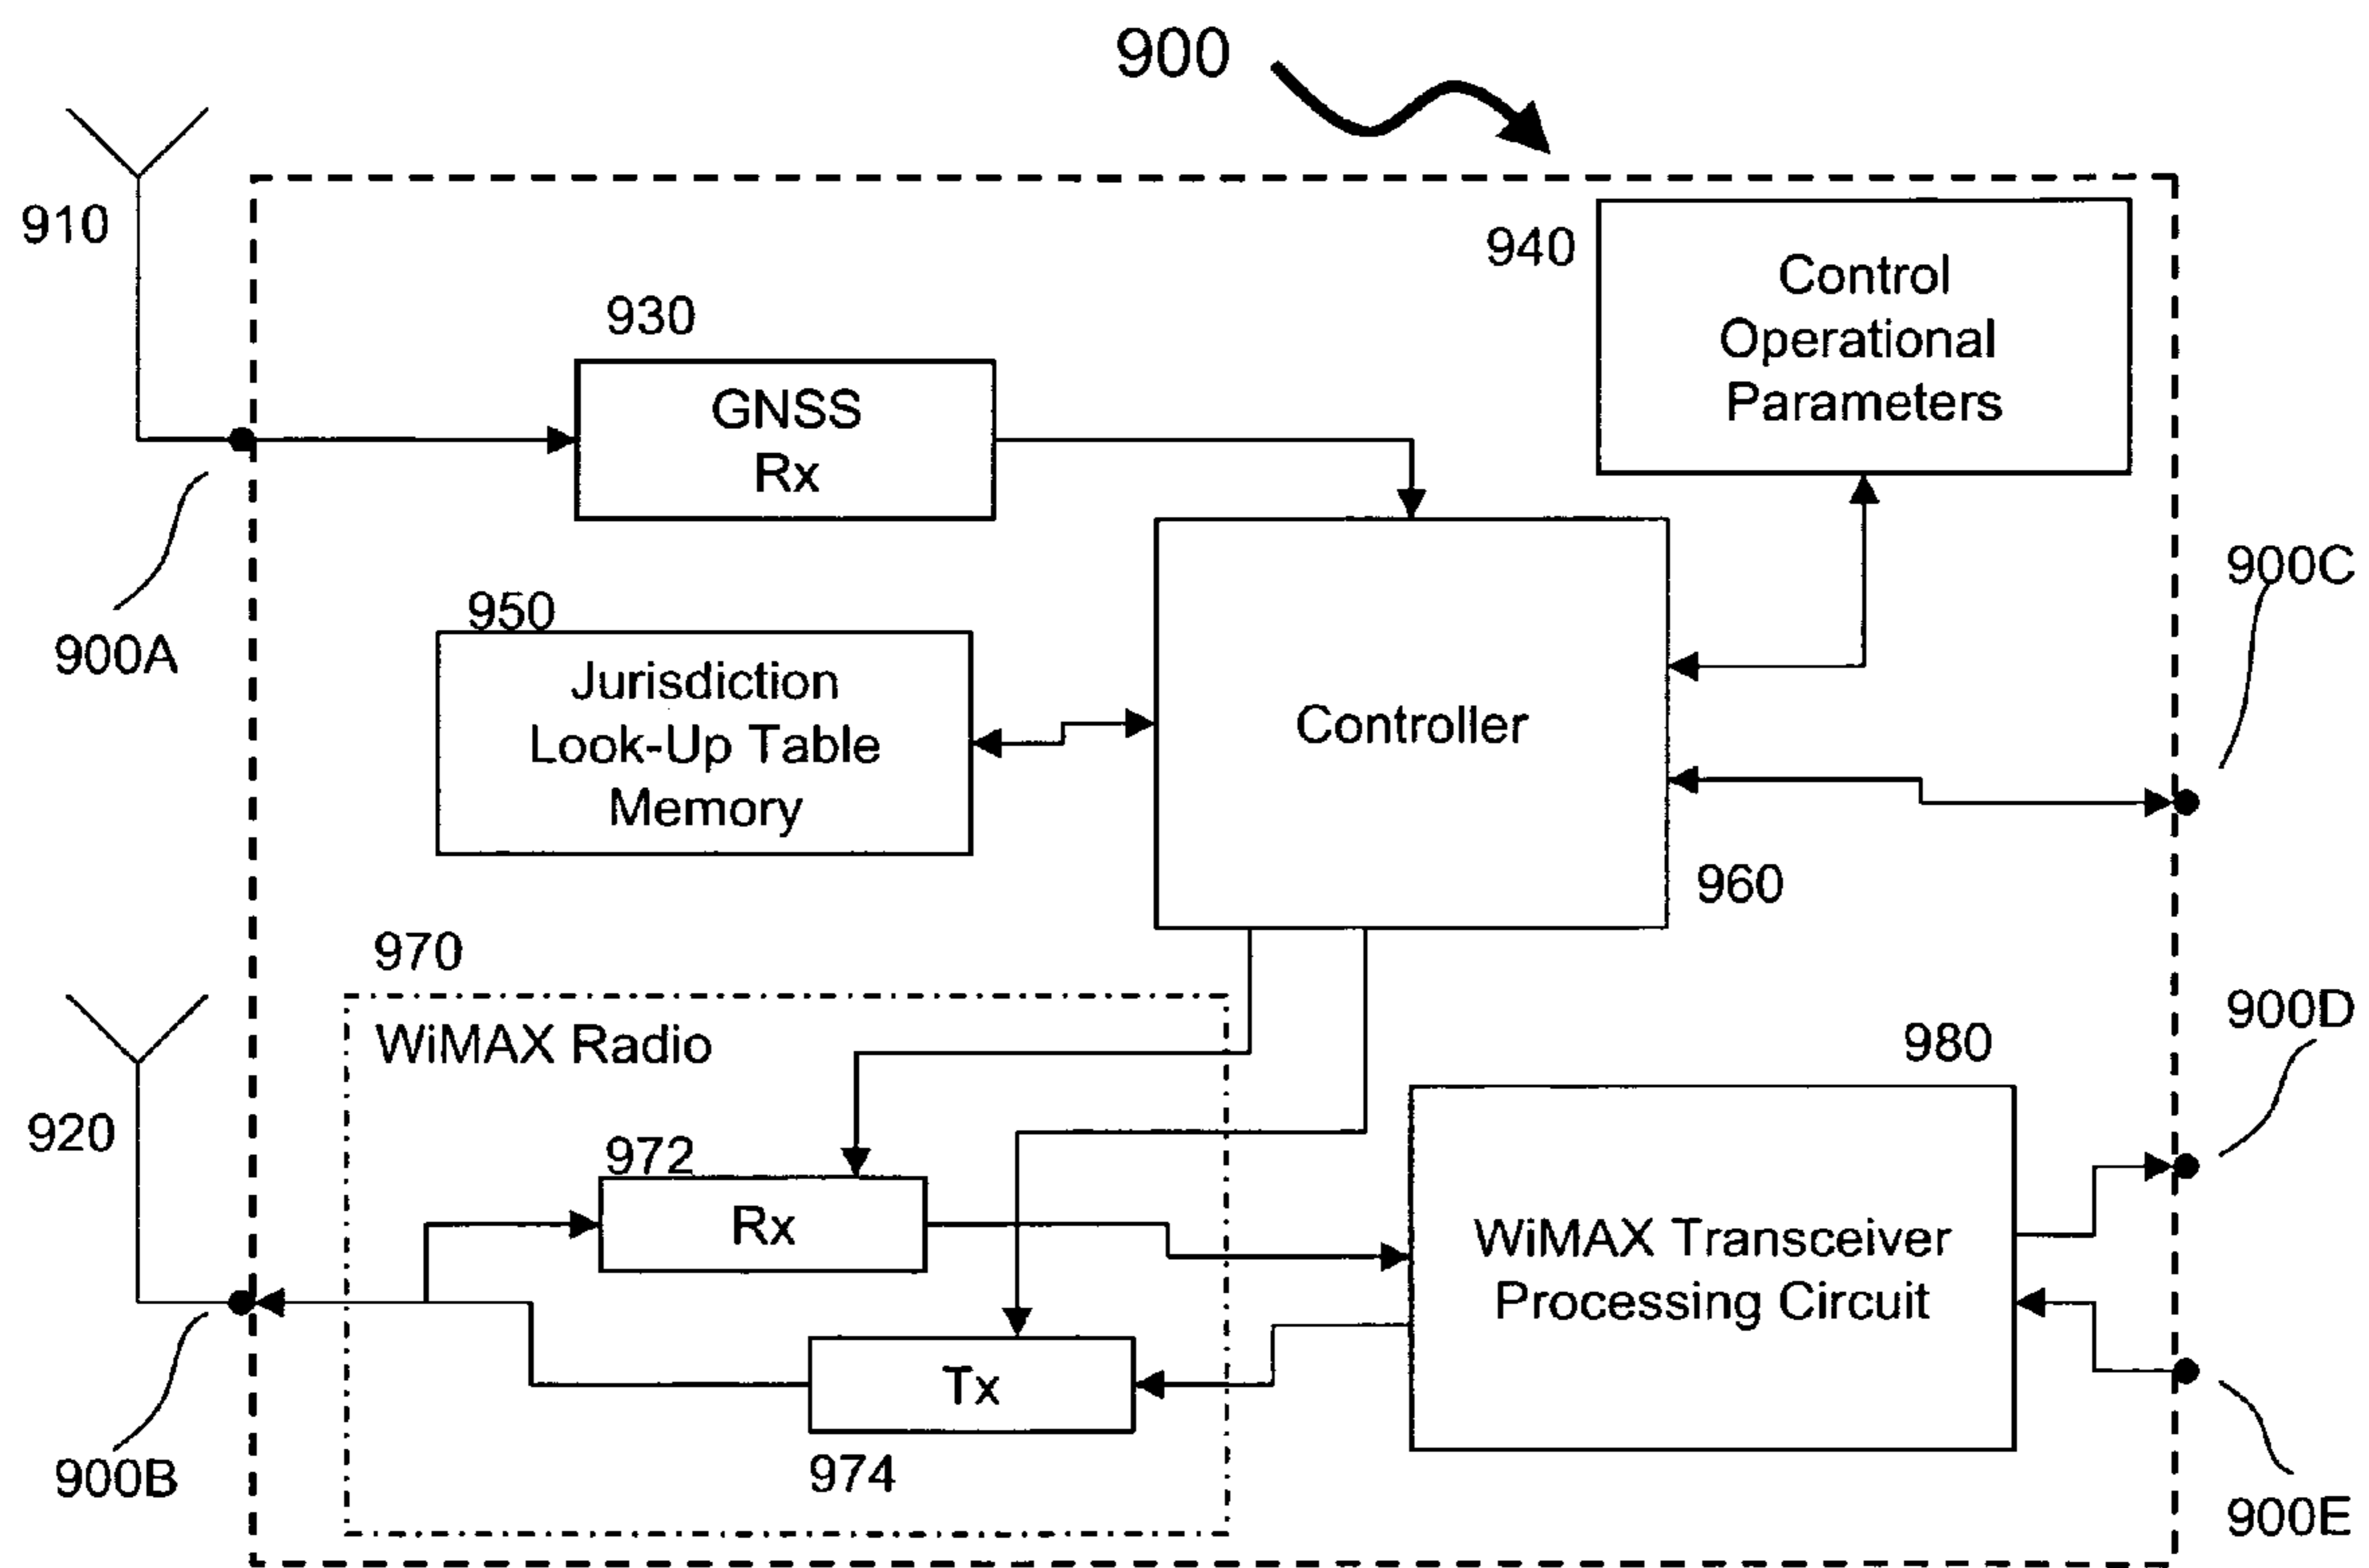 900
910
940
Control
Operational
Parameters
930
GNSS
Rx
900C
950
900A
Jurisdiction
Look-Up Table
Memory
Controller
960
970
WiMAX Radio
900D
980
920
972
Rx
WiMAX Transceiver
Processing Circuit
Tx
974
900B
900E